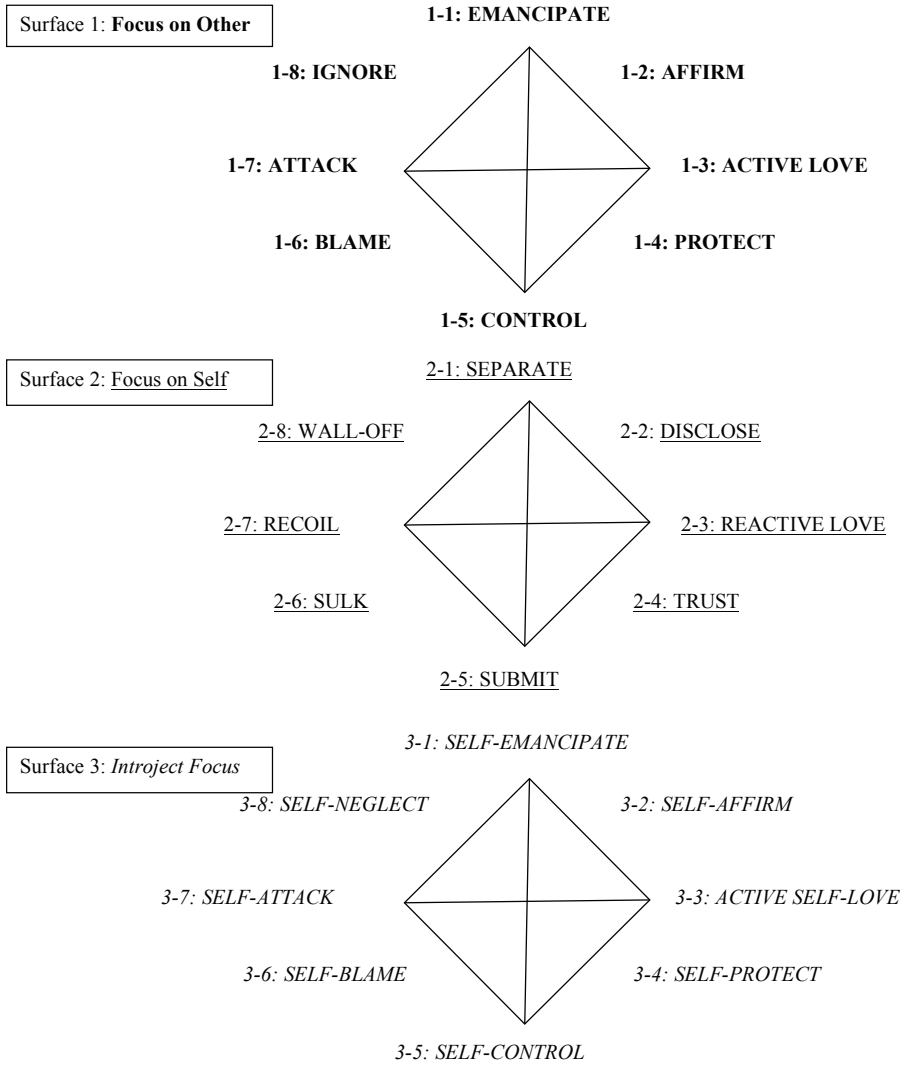 1-1: EMANCIPATE
Surface 1: Focus on Other
1-8: IGNORE
1-2: AFFIRM
1-7: ATTACK
1-3: ACTIVE LOVE
1-6: BLAME
1-4: PROTECT
1-5: CONTROL
2-1: SEPARATE
Surface 2: Focus on Self
2-8: WALL-OFF
2-2: DISCLOSE
2-7: RECOIL
2-3: REACTIVE LOVE
2-6: SULK
2-4: TRUST
2-5: SUBMIT
3-1: SELF-EMANCIPATE
Surface 3: Introject Focus
3-8: SELF-NEGLECT
3-2: SELF-AFFIRM
3-7: SELF-ATTACK
3-3: ACTIVE SELF-LOVE
3-6: SELF-BLAME
3-4: SELF-PROTECT
3-5: SELF-CONTROL